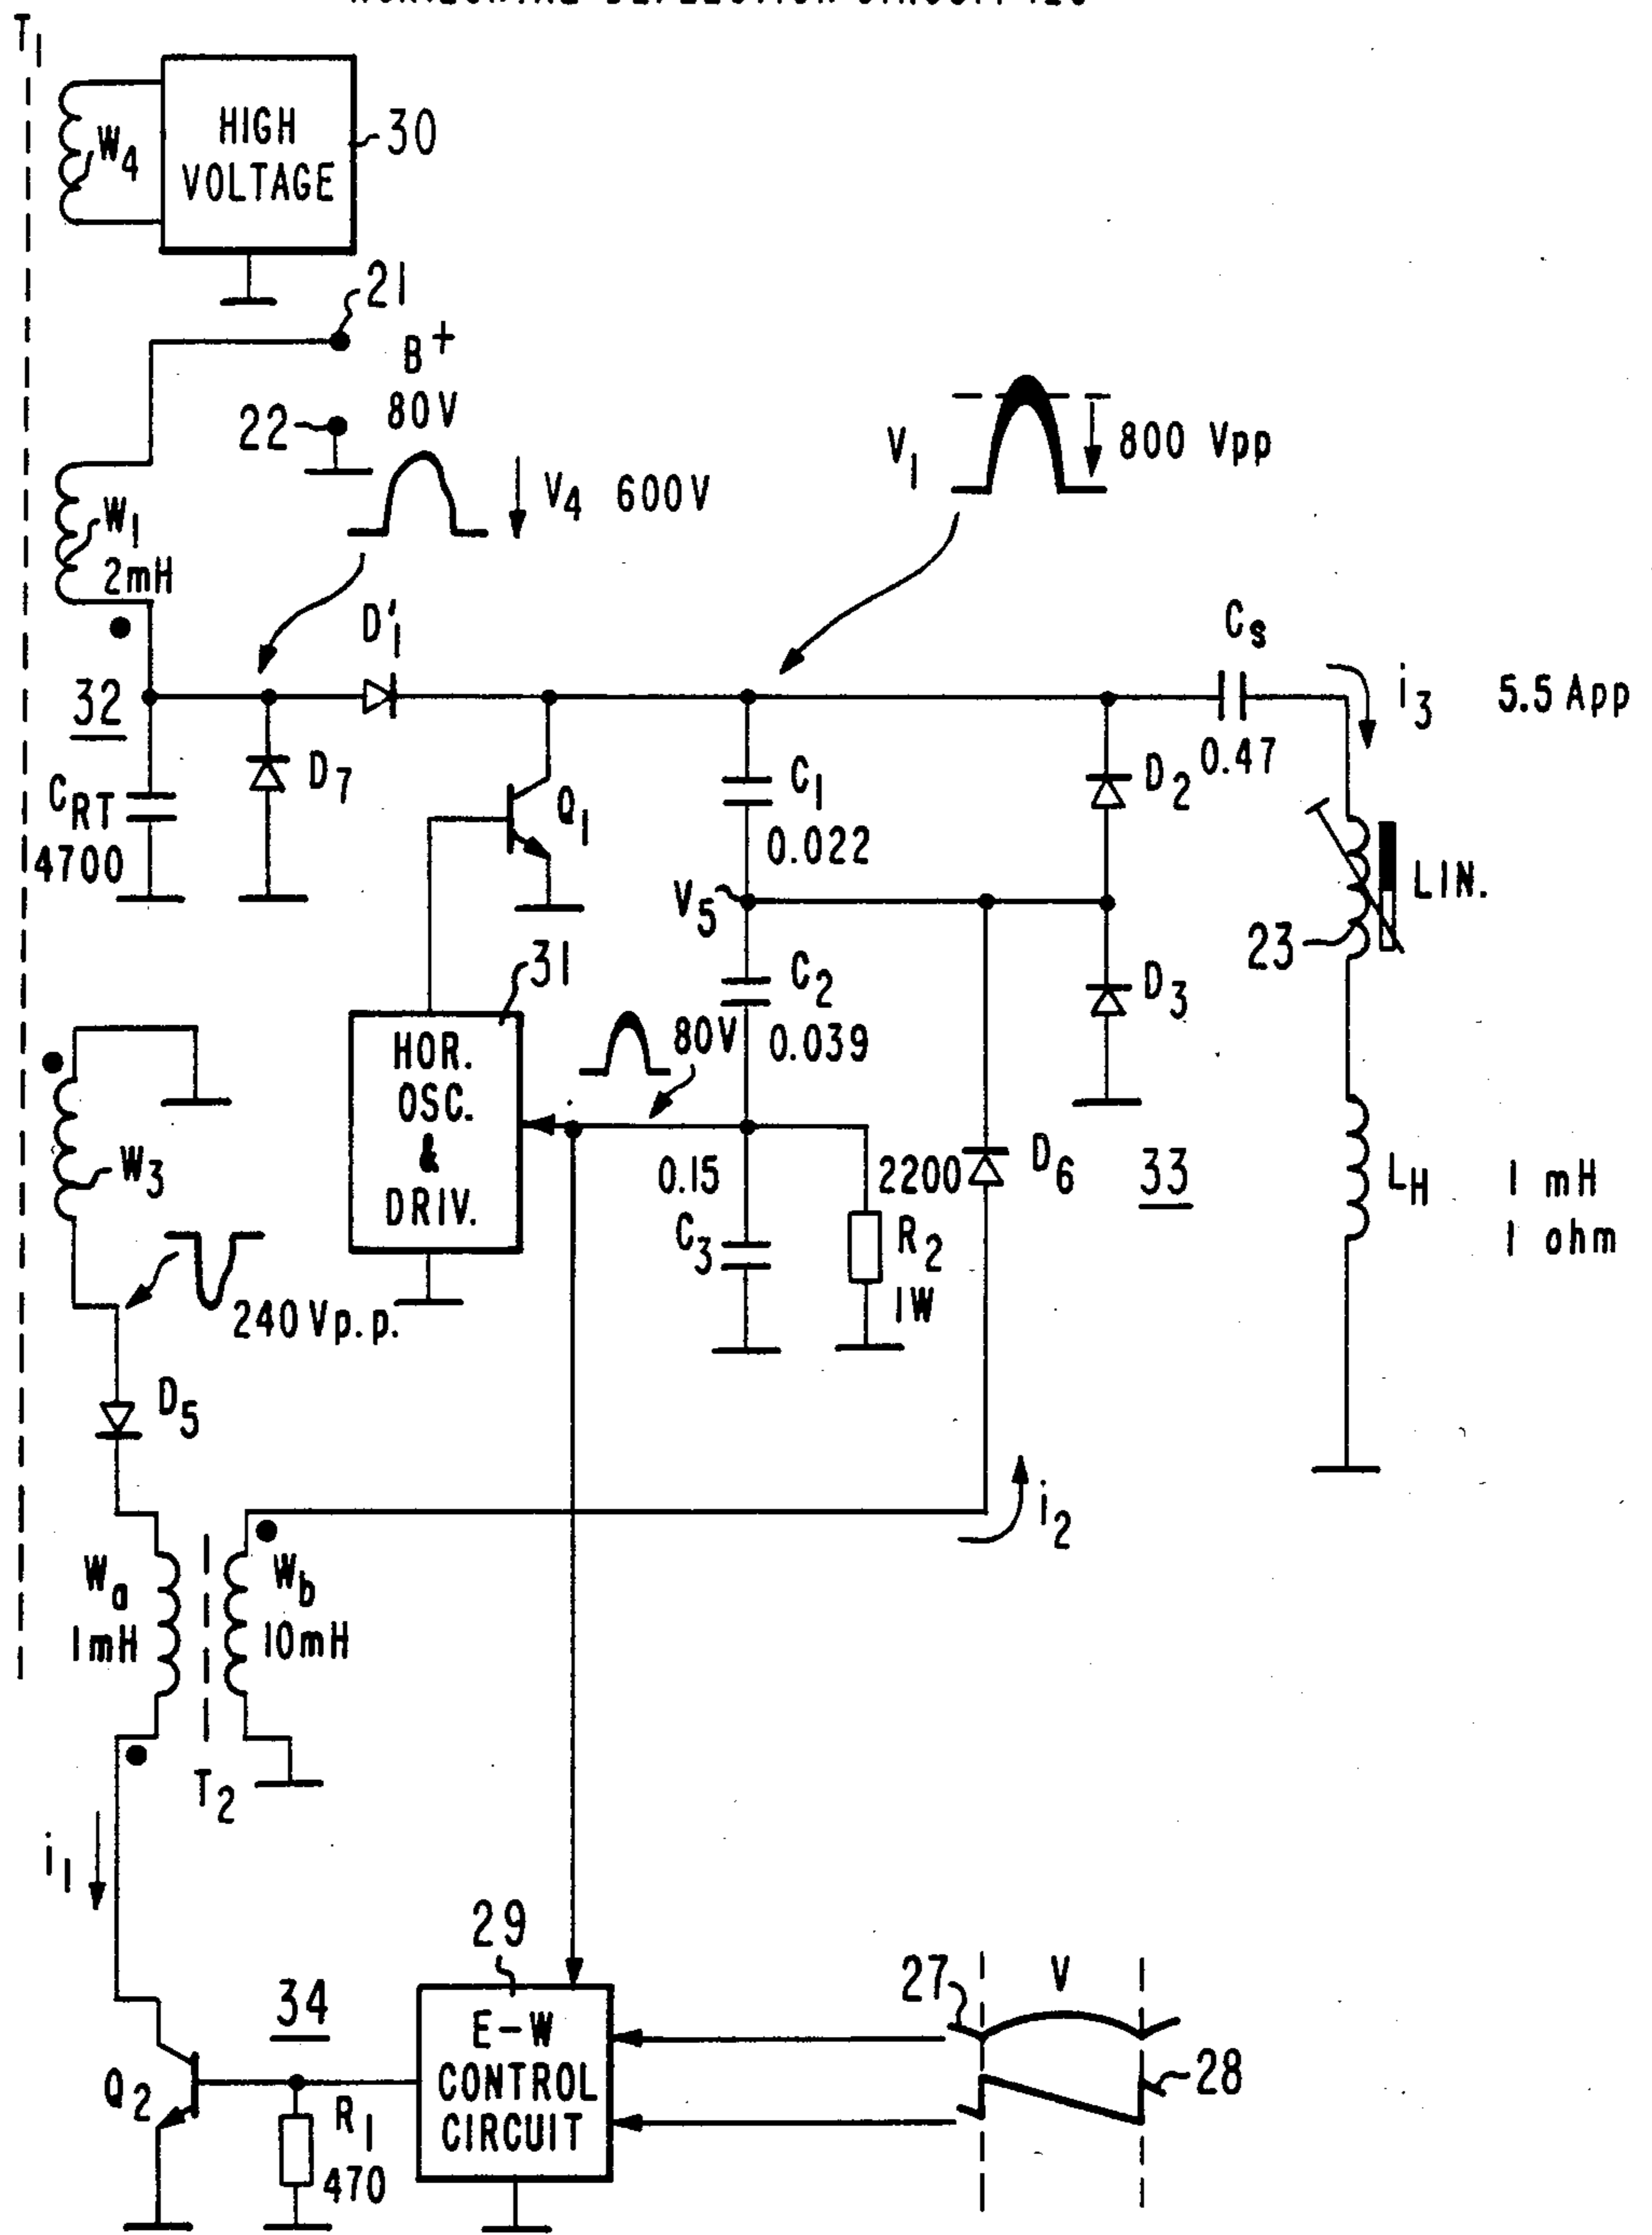 T1
HIGH
VOLTAGE
30
W4
21
B+
80V
22
V4 600V
V1
800 Vpp
W1
2mH
D'1
Cs
0.47
i3
5.5 App
32
CRT
4700
D7
Q1
C1
0.022
D2
LIN.
23
V5
31
C2
0.039
D3
HOR.
OSC.
&
DRIV.
80V
W3
0.15
C3
2200
R2
1W
D6
33
LH
1 mH
1 ohm
240 Vp.p.
D5
i2
Wa
1mH
Wb
10mH
T2
i1
29
34
E-W
CONTROL
CIRCUIT
27
V
28
Q2
R1
470